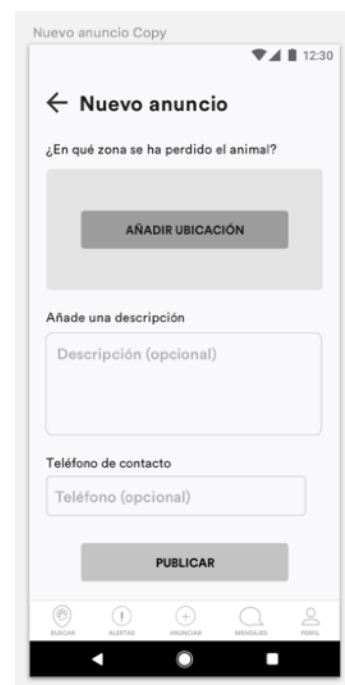 Nuevo anuncio Copy
12:30
Nuevo anuncio
¿En qué zona se ha perdido el animal?
AÑADIR UBICACIÓN
Añade una descripción
Descripción (opcional)
Teléfono de contacto
Teléfono (opcional)
PUBLICAR
BUSCAR ALERTAS ANUNCIAR MENSAJES PERFIL